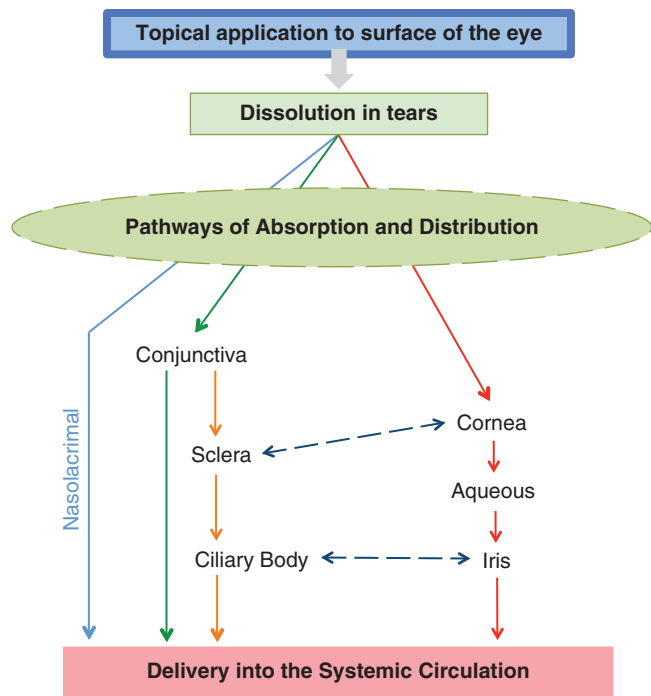 Topical application to surface of the eye
Dissolution in tears
Pathways of Absorption and Distribution
Conjunctiva
Nasolacrimal
Cornea
Sclera
Aqueous
Ciliary Body
Iris
Delivery into the Systemic Circulation